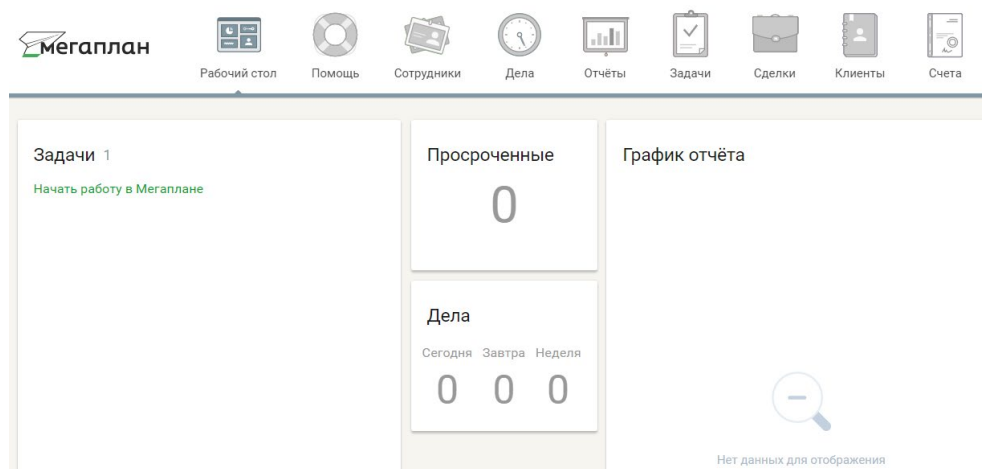 мегаплан
Рабочий стол
Помощь
Сотрудники
Дела
Отчёты
Задачи
Сделки
Клиенты
Счета
Задачи 1
Начать работу в Мегаплане
Просроченные
0
Дела
Сегодня Завтра Неделя
0 0 0
График отчёта
Нет данных для отображения